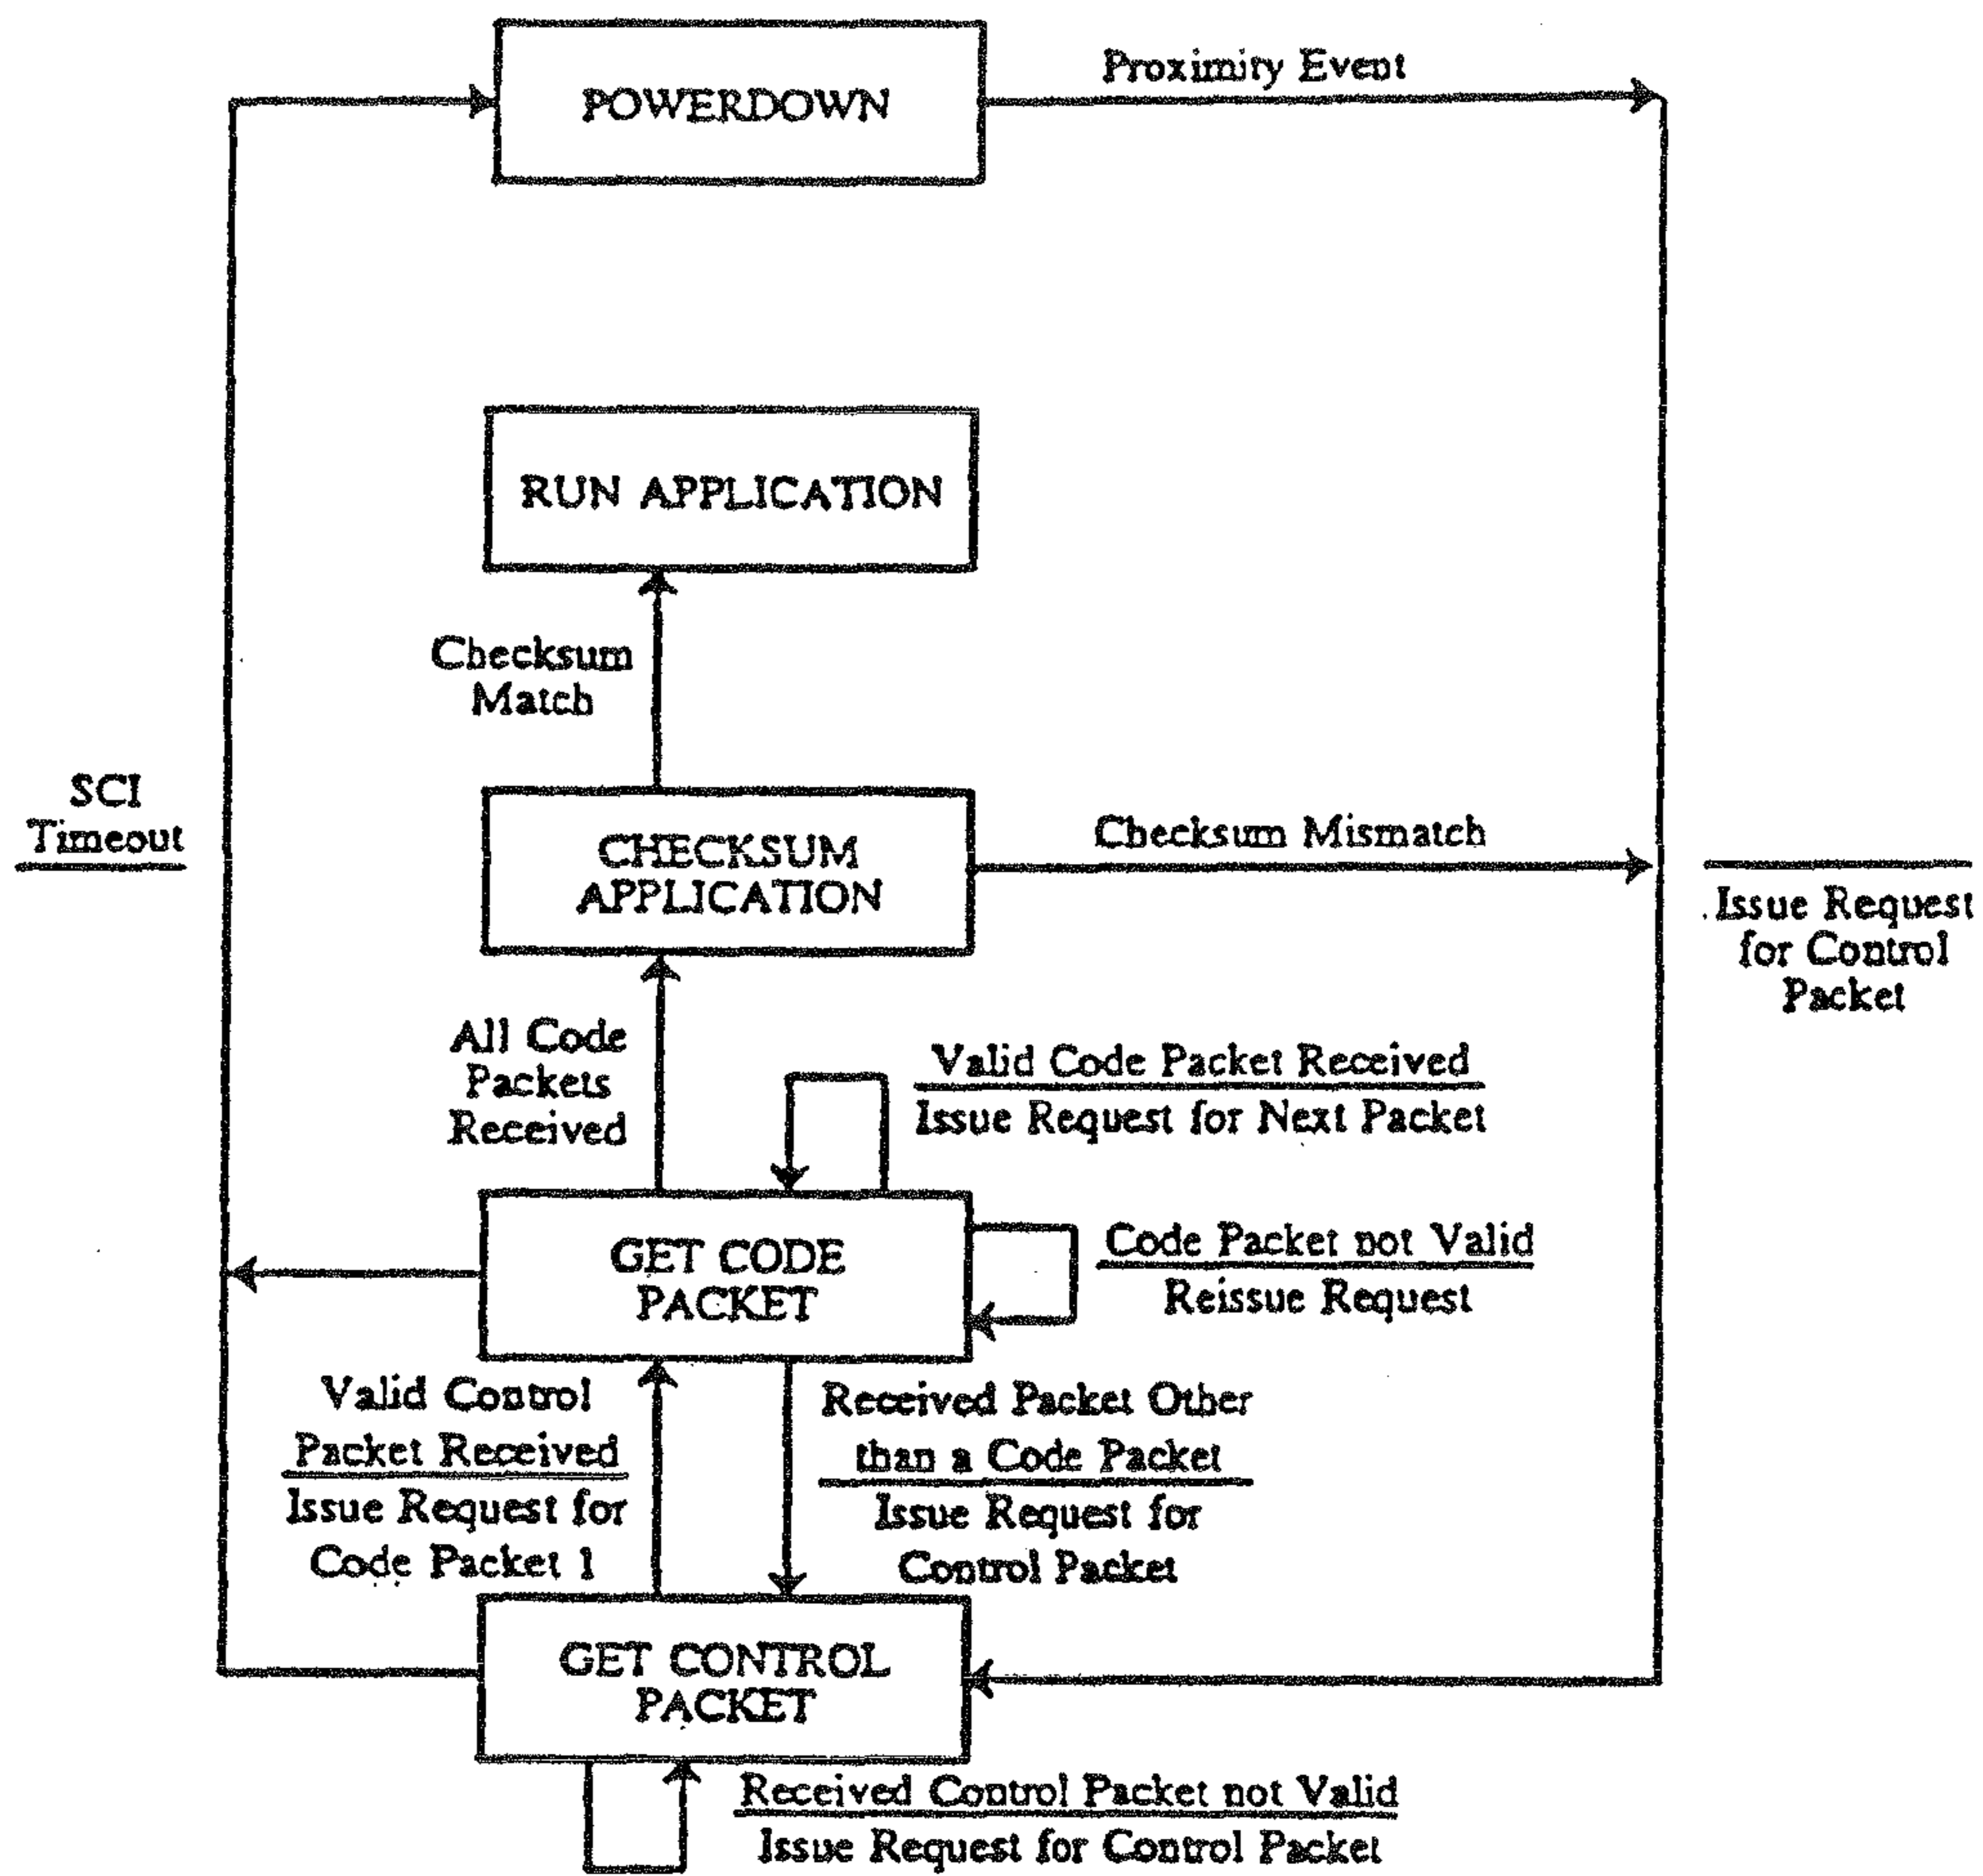 Proximity Event
POWERDOWN
RUN APPLICATION
Checksum
Match
SCI
Timeout
CHECKSUM
APPLICATION
Checksum Mismatch
Issue Request
for Control
Packet
All Code
Packets
Received
Valid Code Packet Received
Issue Request for Next Packet
GET CODE
PACKET
Code Packet not Valid
Reissue Request
Valid Control
Packet Received
Issue Request for
Code Packet 1
Received Packet Other
than a Code Packet
Issue Request for
Control Packet
GET CONTROL
PACKET
Received Control Packet not Valid
Issue Request for Control Packet